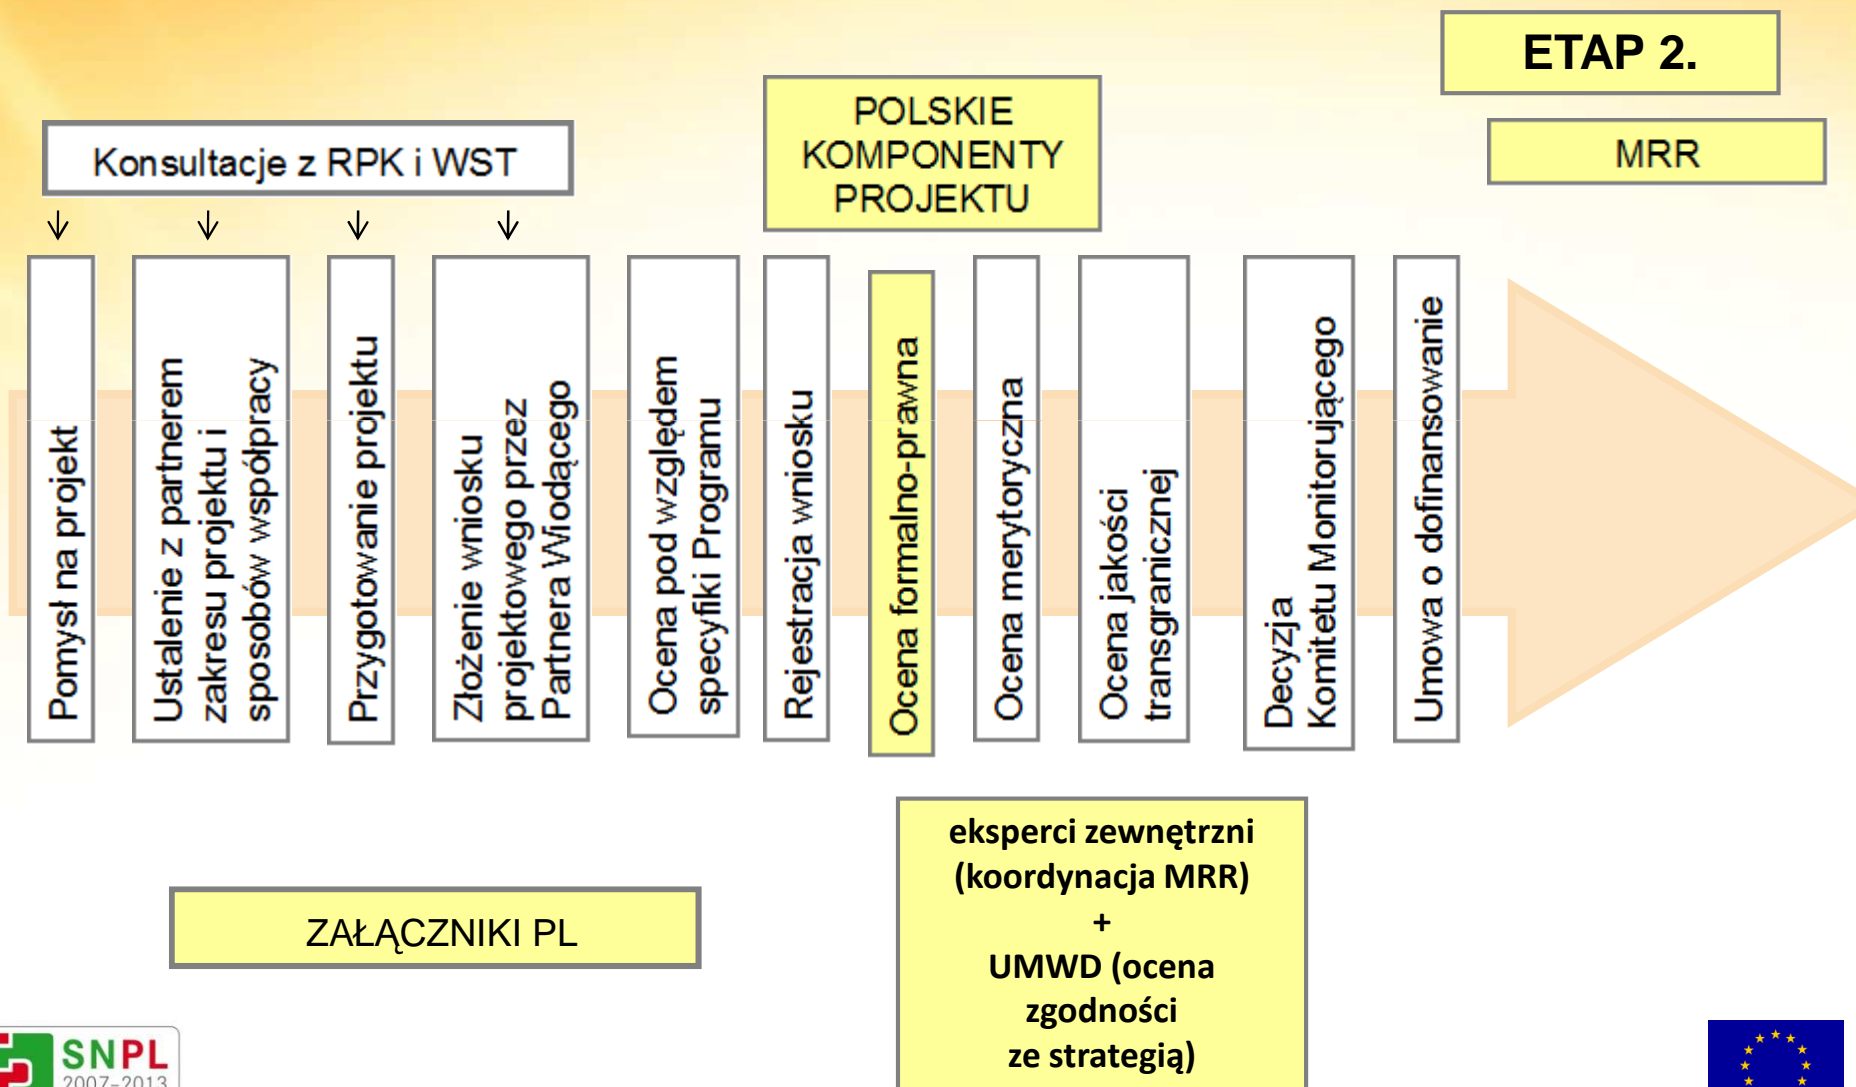 ETAP 2.
MRR
POLSKIE
KOMPONENTY
PROJEKTU
Konsultacje z RPK i WST
Pomysł na projekt
Ustalenie z partnerem
zakresu projektu i
sposobów współpracy
Przygotowanie projektu
Złożenie wniosku
projektowego przez
Partnera Wiodącego
Ocena pod względem
specyfiki Programu
Rejestracja wniosku
Ocena formalno-prawna
Ocena merytoryczna
Ocena jakości
transgranicznej
Decyzja
Komitetu Monitorującego
Umowa o dofinansowanie
eksperci zewnętrzni
(koordynacja MRR)
+
UMWD (ocena
zgodności
ze strategią)
ZAŁĄCZNIKI PL
SNPL
2007-2013